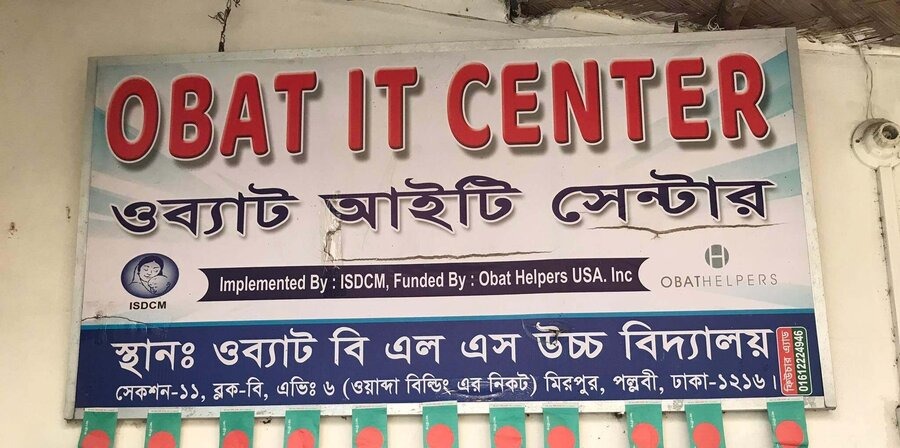 OBAT IT CENTER
ওব্যাট আইটি সেন্টার
ISDCM
Implemented By : ISDCM, Funded By : Obat Helpers USA. Inc
OBATHELPERS
স্থানঃ ওব্যাট বি এল এস উচ্চ বিদ্যালয়
সেকশন-১১, ব্লক-বি, এভিঃ ৬ (ওয়াব্দা বিল্ডিং এর নিকট) মিরপুর, পল্লবী, ঢাকা-১২১৬
ফিউচার এ্যাড
01612224946